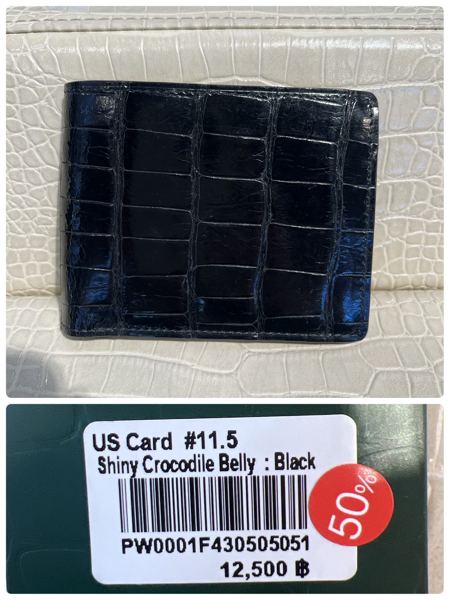 US Card #11.5
Shiny Crocodile Belly : Black
50%
PW0001F430505051
12,500 ฿